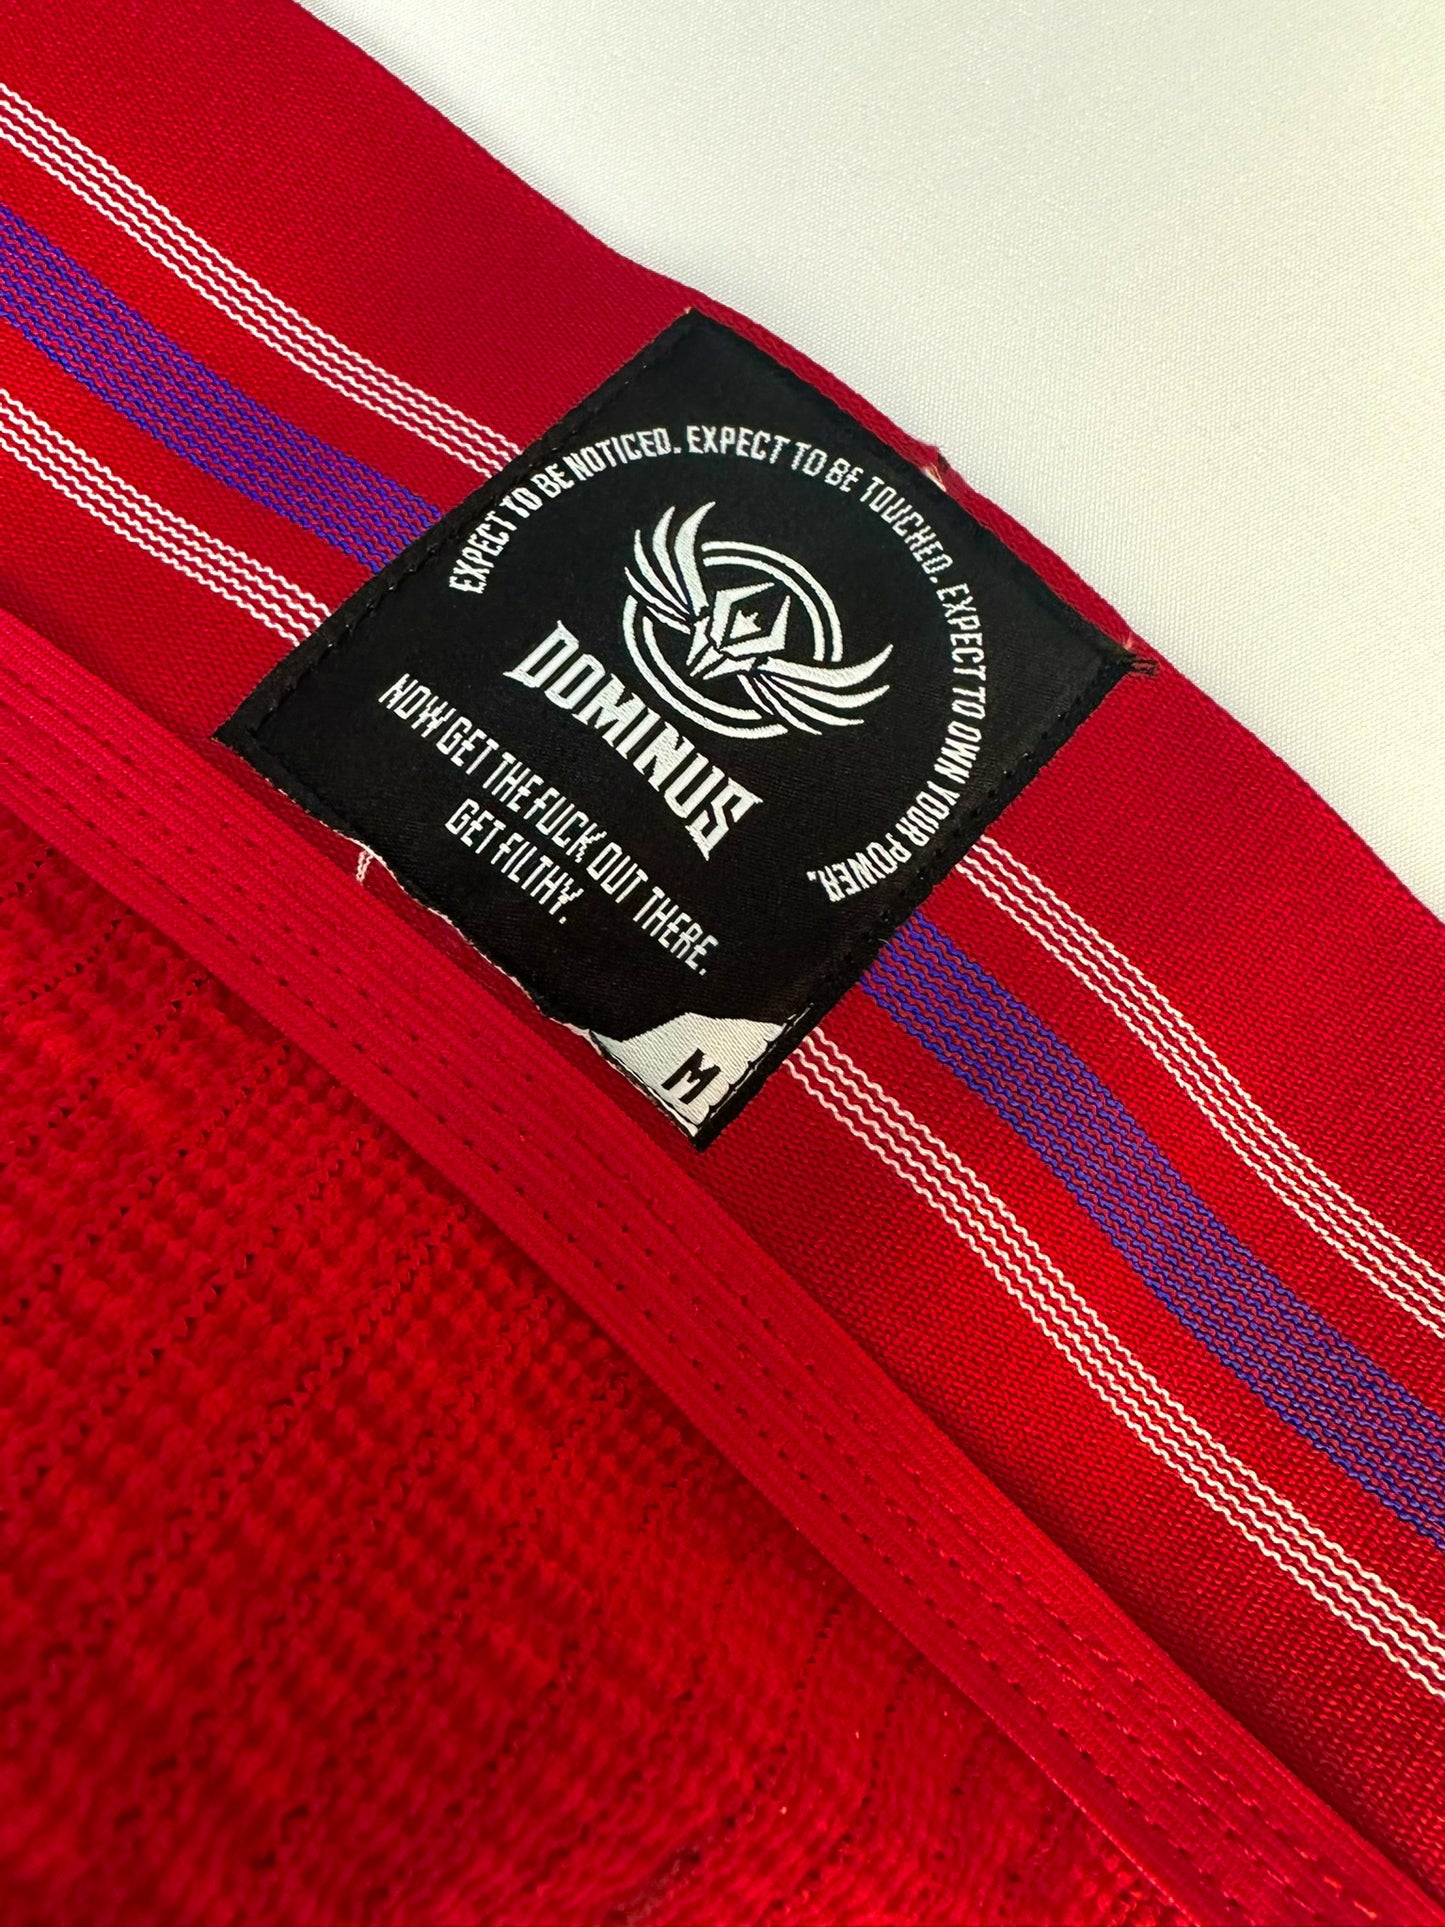 EXPECT TO BE NOTICED. EXPECT TO BE TOUCHED. EXPECT TO OWN YOUR POWER.
DOMINUS
NOW GET THE FUCK OUT THERE.
GET FILTHY.
M